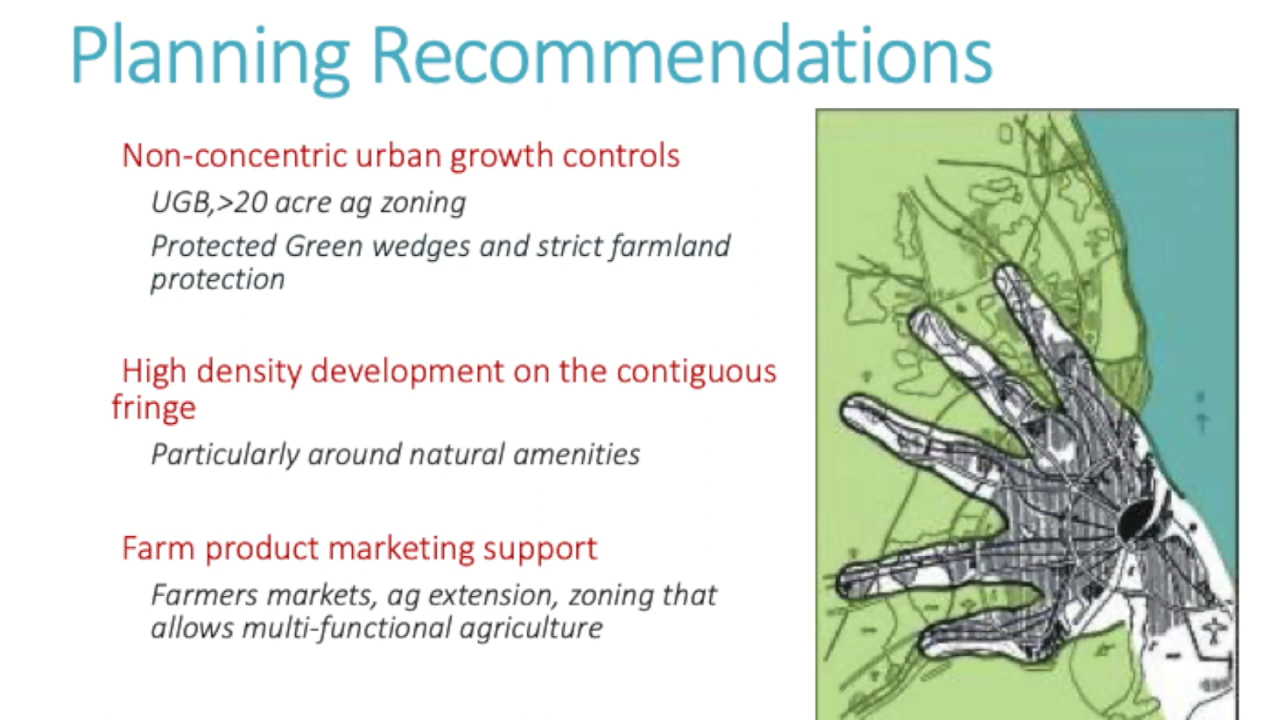 Planning Recommendations
Non-concentric urban growth controls
UGB,>20 acre ag zoning
Protected Green wedges and strict farmland
protection
High density development on the contiguous
fringe
Particularly around natural amenities
Farm product marketing support
Farmers markets, ag extension, zoning that
allows multi-functional agriculture